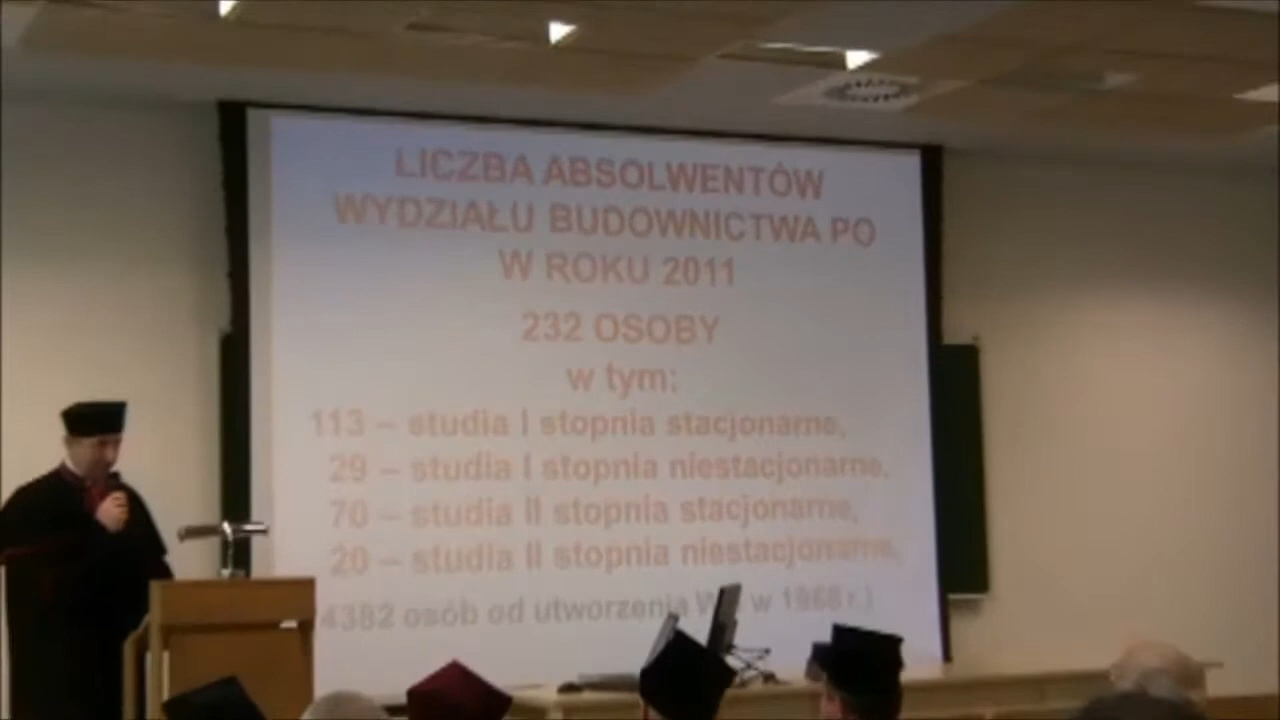 LICZBA ABSOLWENTÓW
WYDZIAŁU BUDOWNICTWA PO
W ROKU 2011
232 OSOBY
w tym:
113 – studia I stopnia stacjonarne,
29 – studia I stopnia niestacjonarne,
70 – studia II stopnia stacjonarne,
20 – studia II stopnia niestacjonarne,
4382 osób od utworzenia w 1968 r.)